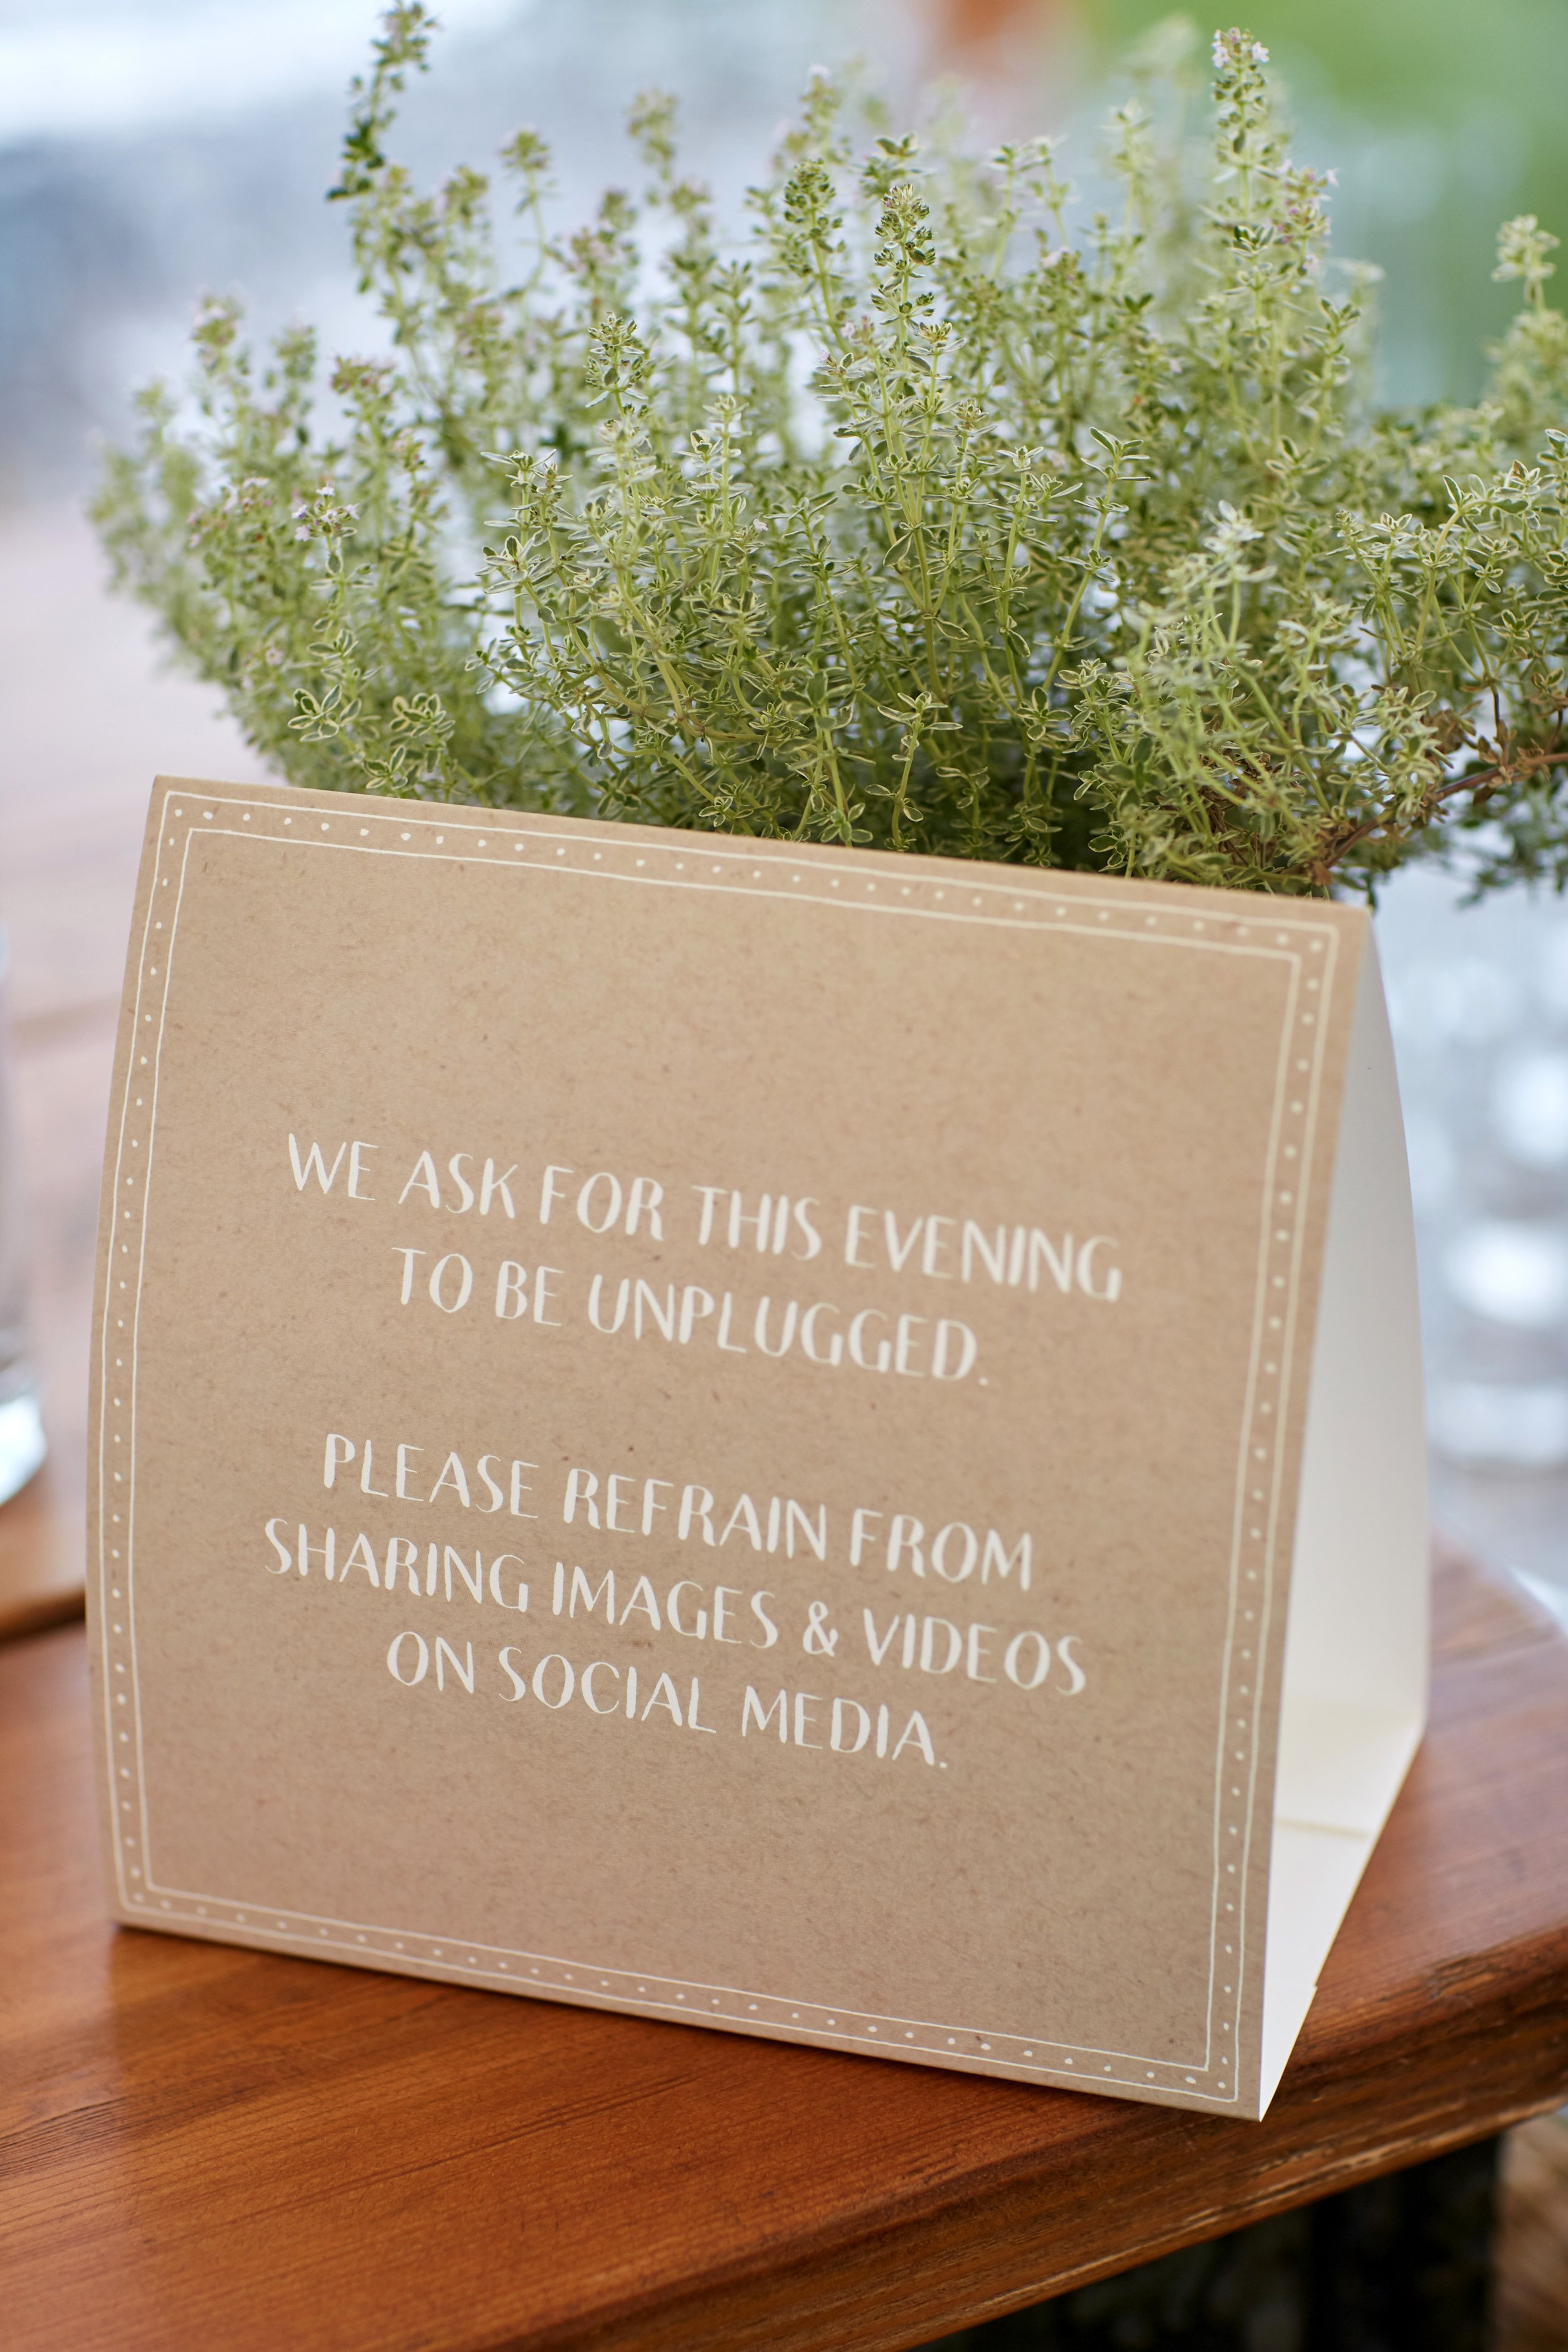 WE ASK FOR THIS EVENING
TO BE UNPLUGGED.
PLEASE REFRAIN FROM
SHARING IMAGES & VIDEOS
ON SOCIAL MEDIA.